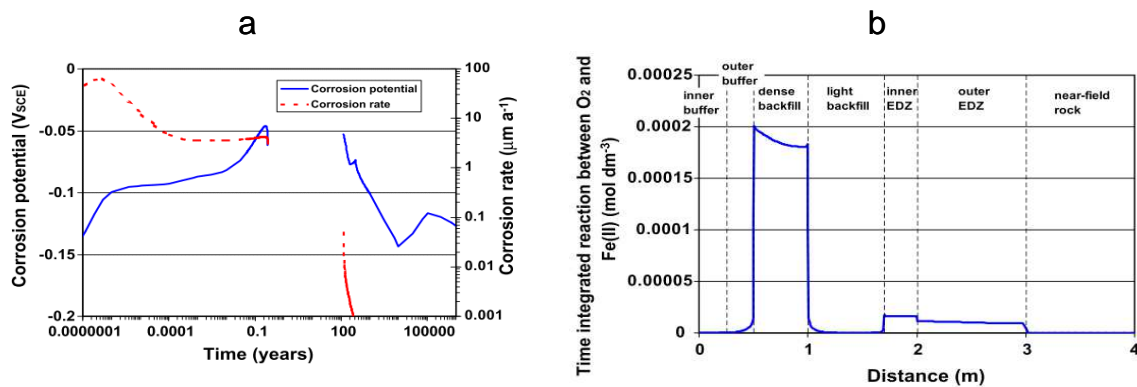 a
b
Corrosion potential (VSCE)
0
-0.05
-0.1
-0.15
-0.2
Corrosion potential
Corrosion rate
100
10
1
0.1
0.01
0.001
Corrosion rate (μm a-1)
0.0000001
0.0001
0.1
100
100000
Time (years)
Time integrated reaction between O2 and
Fe(II) (mol dm-3)
0.00025
0.0002
0.00015
0.0001
0.00005
0
inner
buffer
outer
buffer
dense
backfill
light
backfill
inner
EDZ
outer
EDZ
near-field
rock
0
1
2
3
4
Distance (m)